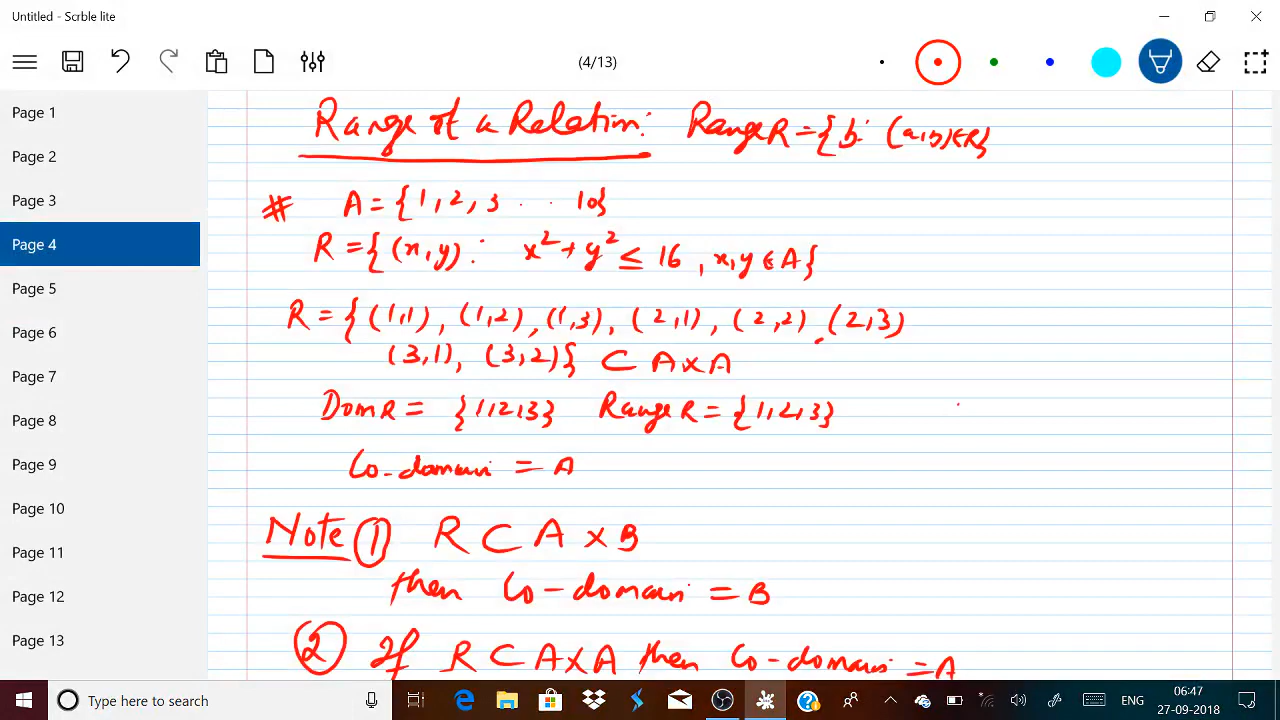 Untitled - Scrble lite
(4/13)
Page 1
Page 2
Page 3
Page 4
Page 5
Page 6
Page 7
Page 8
Page 9
Page 10
Page 11
Page 12
Page 13
Range of a Relation: Range R = {b: (a,b)∈R}
# A = {1,2,3 . . 10}
R = {(x,y): x²+y² ≤ 16, x,y ∈ A}
R = {(1,1), (1,2), (1,3), (2,1), (2,2), (2,3)
(3,1), (3,2)} ⊂ A×A
Dom R = {1,2,3} Range R = {1,2,3}
Co-domain = A
Note ① R ⊂ A × B
then Co-domain = B
② If R ⊂ A×A then Co-domain = A
Type here to search
ENG
06:47
27-09-2018